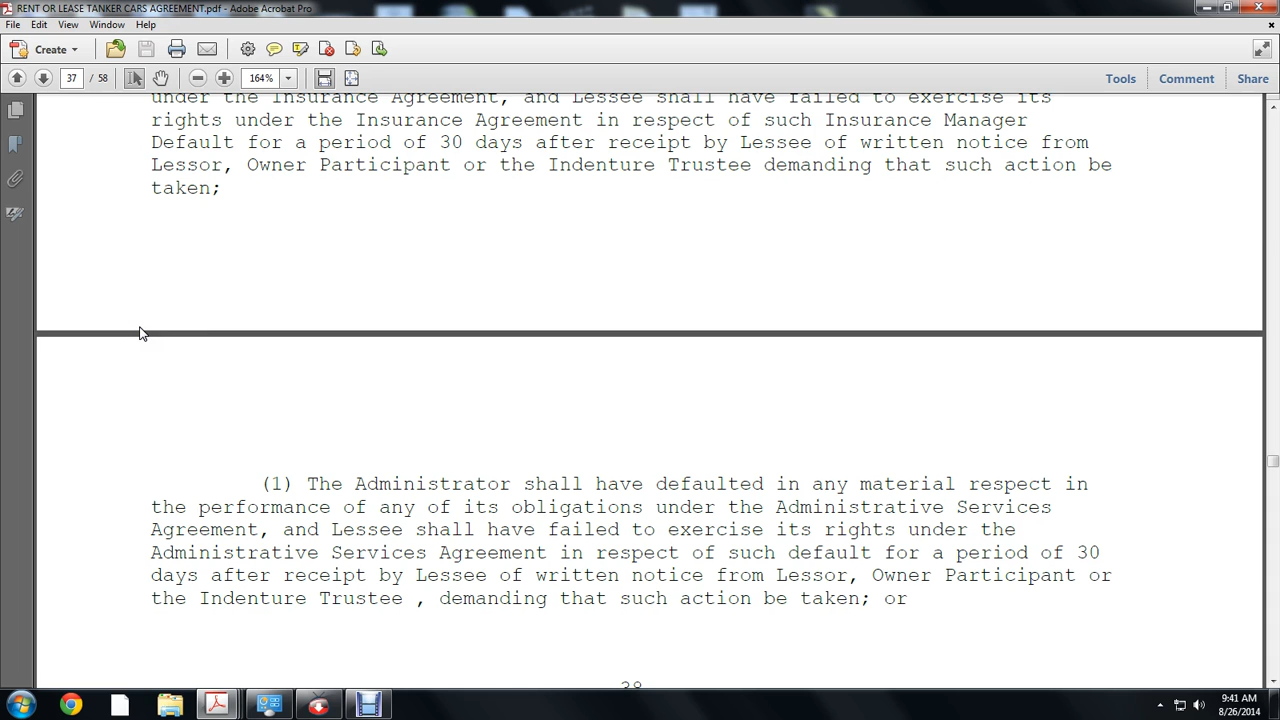 RENT OR LEASE TANKER CARS AGREEMENT.pdf - Adobe Acrobat Pro
File Edit View Window Help
Create
37 / 58 164% Tools Comment Share
under the Insurance Agreement, and Lessee shall have failed to exercise its
rights under the Insurance Agreement in respect of such Insurance Manager
Default for a period of 30 days after receipt by Lessee of written notice from
Lessor, Owner Participant or the Indenture Trustee demanding that such action be
taken;
(1) The Administrator shall have defaulted in any material respect in
the performance of any of its obligations under the Administrative Services
Agreement, and Lessee shall have failed to exercise its rights under the
Administrative Services Agreement in respect of such default for a period of 30
days after receipt by Lessee of written notice from Lessor, Owner Participant or
the Indenture Trustee , demanding that such action be taken; or
38
9:41 AM
8/26/2014